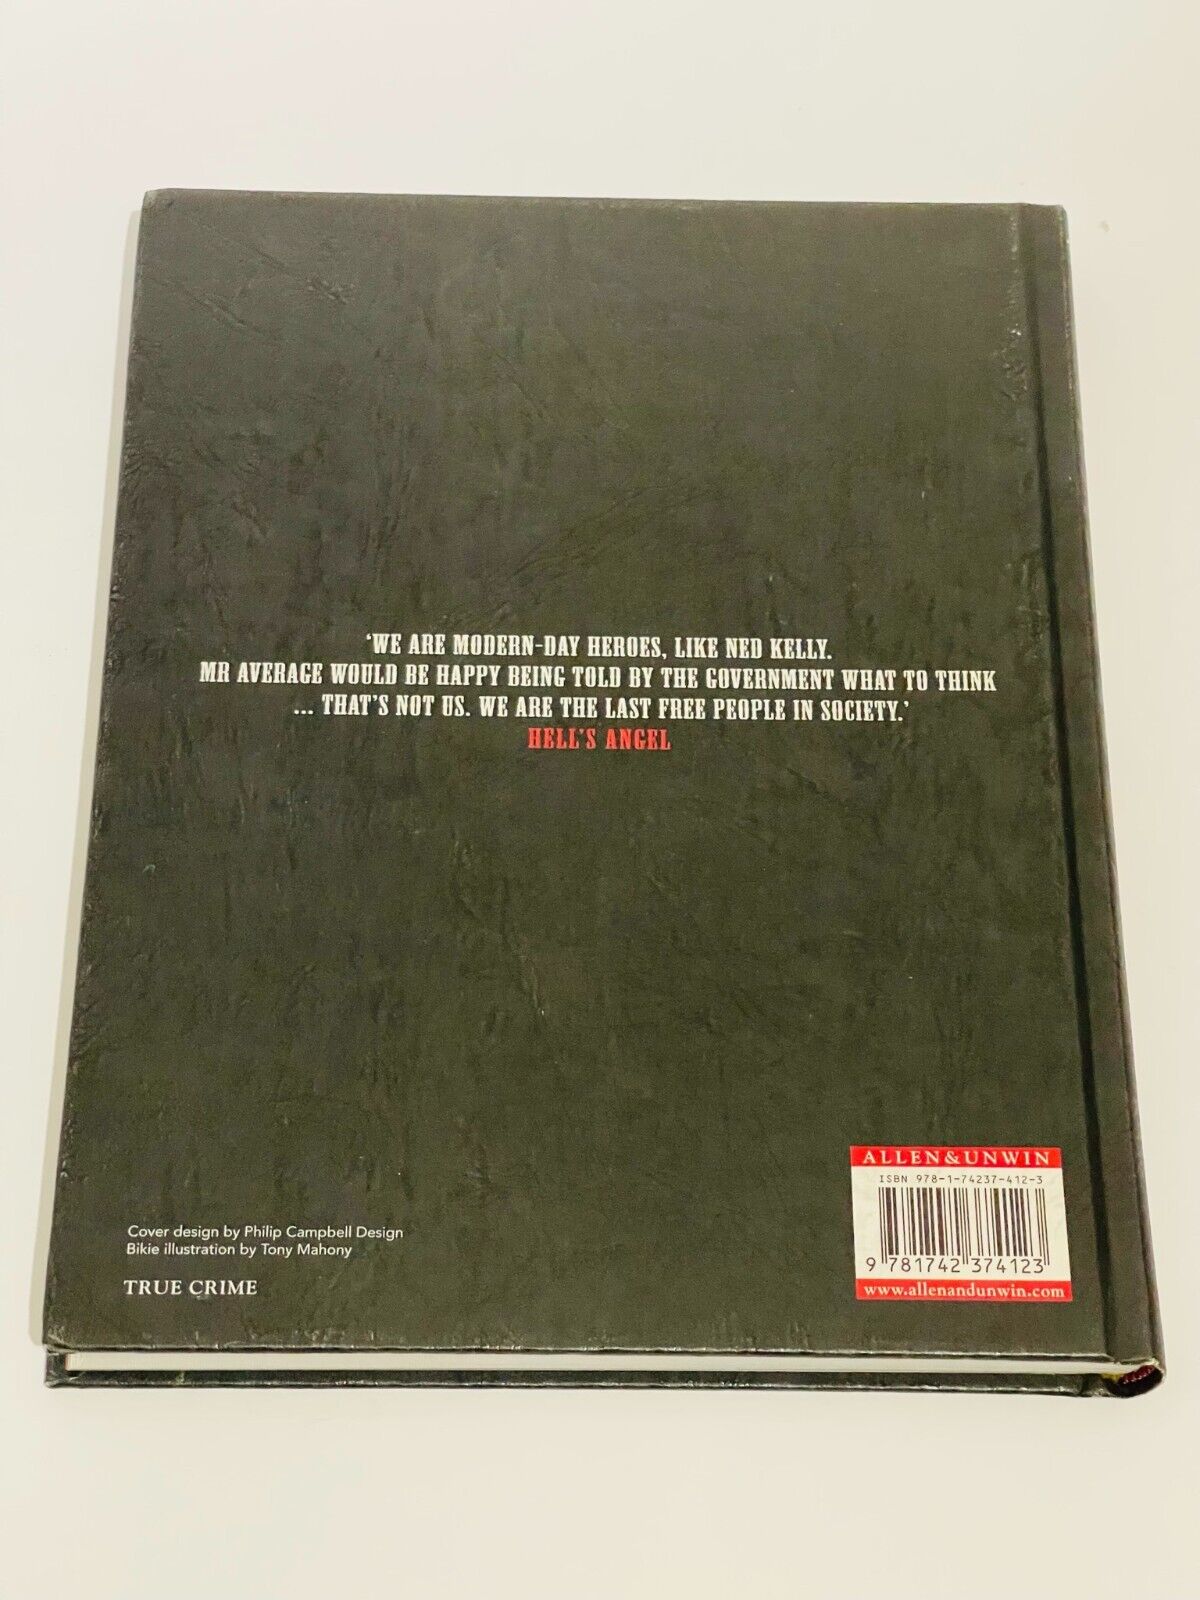 ‘WE ARE MODERN-DAY HEROES, LIKE NED KELLY.
MR AVERAGE WOULD BE HAPPY BEING TOLD BY THE GOVERNMENT WHAT TO THINK
... THAT’S NOT US. WE ARE THE LAST FREE PEOPLE IN SOCIETY.’
HELL’S ANGEL
Cover design by Philip Campbell Design
Bikie illustration by Tony Mahony
TRUE CRIME
ALLEN&UNWIN
ISBN 978-1-74237-412-3
9 781742 374123
www.allenandunwin.com